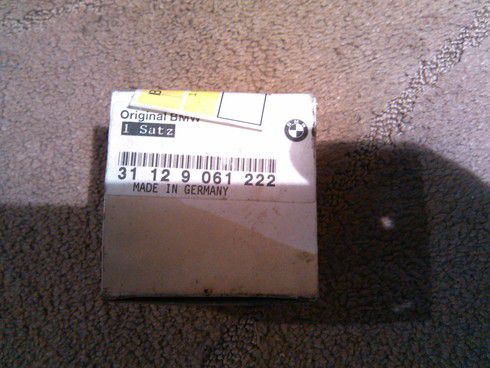 Original BMW
1 Satz
31 12 9 061 222
MADE IN GERMANY